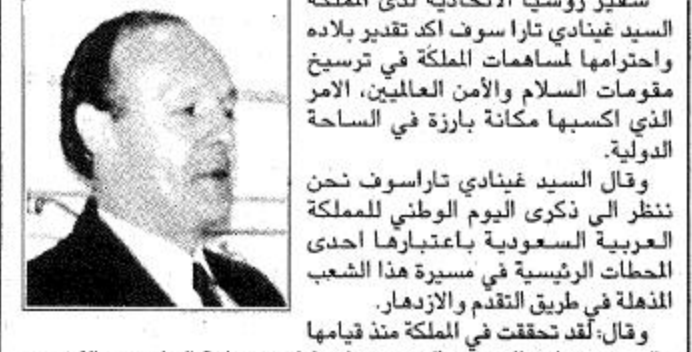 سفير روسيا الاتحادية لدى المملكة
السيد غينادي تارا سوف اكد تقدير بلاده
واحترامها لمساهمات المملكة في ترسيخ
مقومات السلام والأمن العالميين، الامر
الذي اكسبها مكانة بارزة في الساحة
الدولية.
وقال السيد غينادي تاراسوف نحن
ننظر الى ذكرى اليوم الوطني للمملكة
العربية السعودية باعتبارها احدى
المحطات الرئيسية في مسيرة هذا الشعب
المذهلة في طريق التقدم والازدهار.
وقال: لقد تحققت في المملكة منذ قيامها